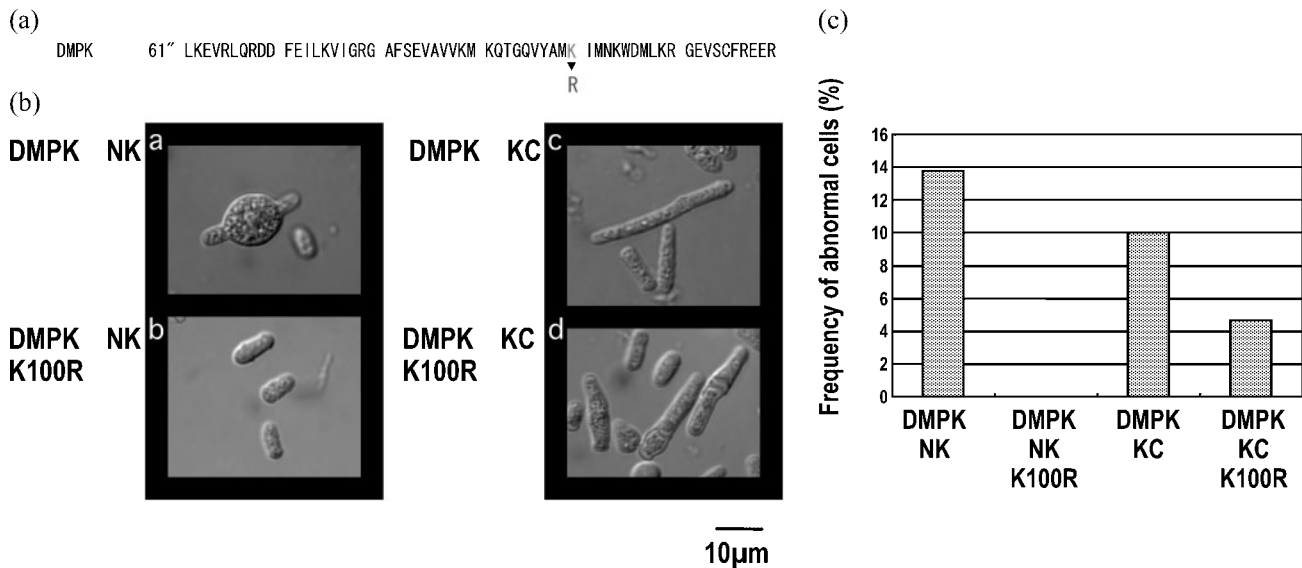 (a)
DMPK 61" LKEVRLQRDD FEILKVIGRG AFSEVAVVKM KQTGQVYAMK IMNKWDMLKR GEVSCFREER
R
(b)
DMPK NK
a
DMPK KC
c
DMPK NK
K100R
b
DMPK KC
K100R
d
10μm
(c)
Frequency of abnormal cells (%)
16
14
12
10
8
6
4
2
0
DMPK
NK
DMPK
NK
K100R
DMPK
KC
DMPK
KC
K100R